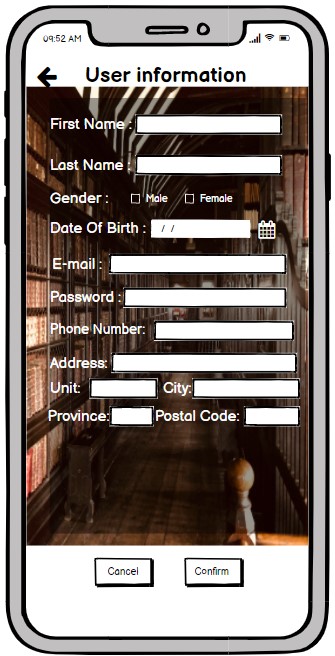 09:52 AM
User information
First Name :
Last Name :
Gender : Male Female
Date Of Birth : / /
E-mail :
Password :
Phone Number:
Address:
Unit: City:
Province: Postal Code:
Cancel Confirm